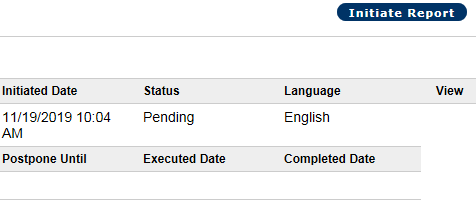 Initiate Report
Initiated Date Status Language View
11/19/2019 10:04 AM Pending English
Postpone Until Executed Date Completed Date